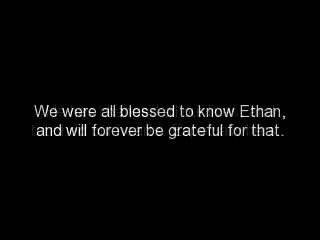 We were all blessed to know Ethan,
and will forever be grateful for that.